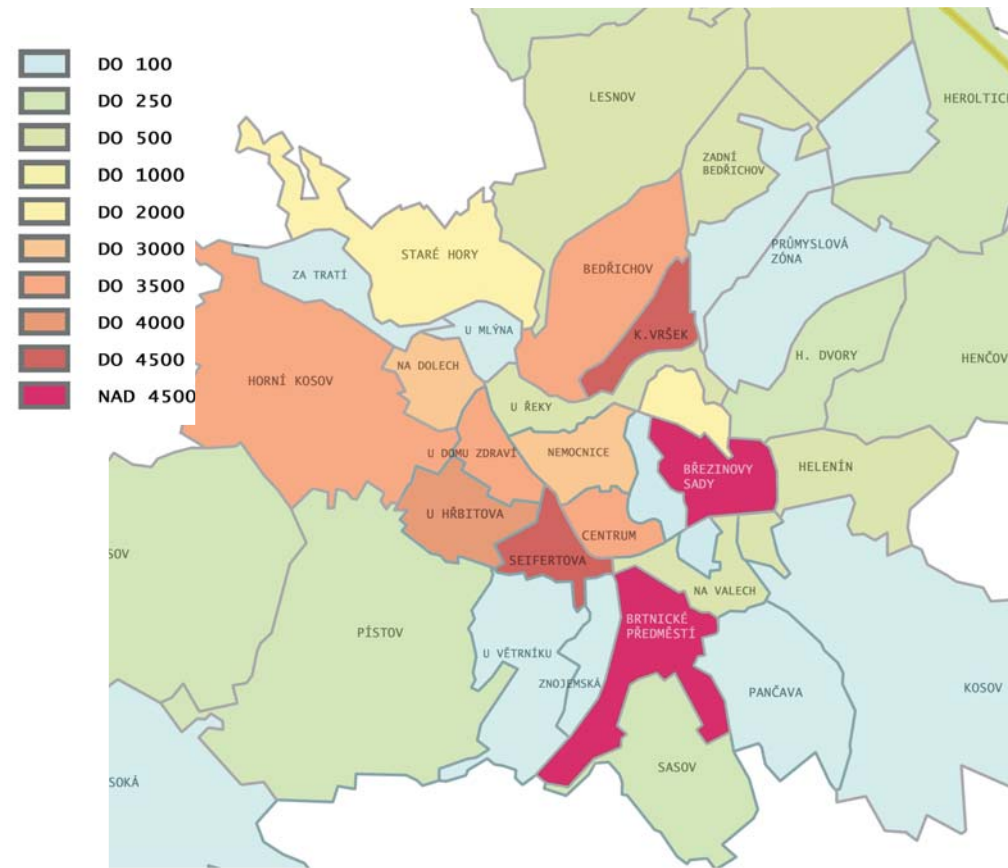 DO 100
DO 250
DO 500
DO 1000
DO 2000
DO 3000
DO 3500
DO 4000
DO 4500
NAD 4500
LESNOV
HEROLTIC
ZADNÍ
BEDŘICHOV
STARÉ HORY
PRŮMYSLOVÁ
ZÓNA
ZA TRATÍ
BEDŘICHOV
U MLÝNA
K.VRŠEK
H. DVORY
HENČOV
NA DOLECH
HORNÍ KOSOV
U ŘEKY
U DOMU ZDRAVÍ
NEMOCNICE
BŘEZINOVY
SADY
HELENÍN
U HŘBITOVA
CENTRUM
SOV
SEIFERTOVA
NA VALECH
BRTNICKÉ
PŘEDMĚSTÍ
PÍSTOV
U VĚTRNÍKU
ZNOJEMSKÁ
PANČAVA
KOSOV
SASOV
SOKÁ